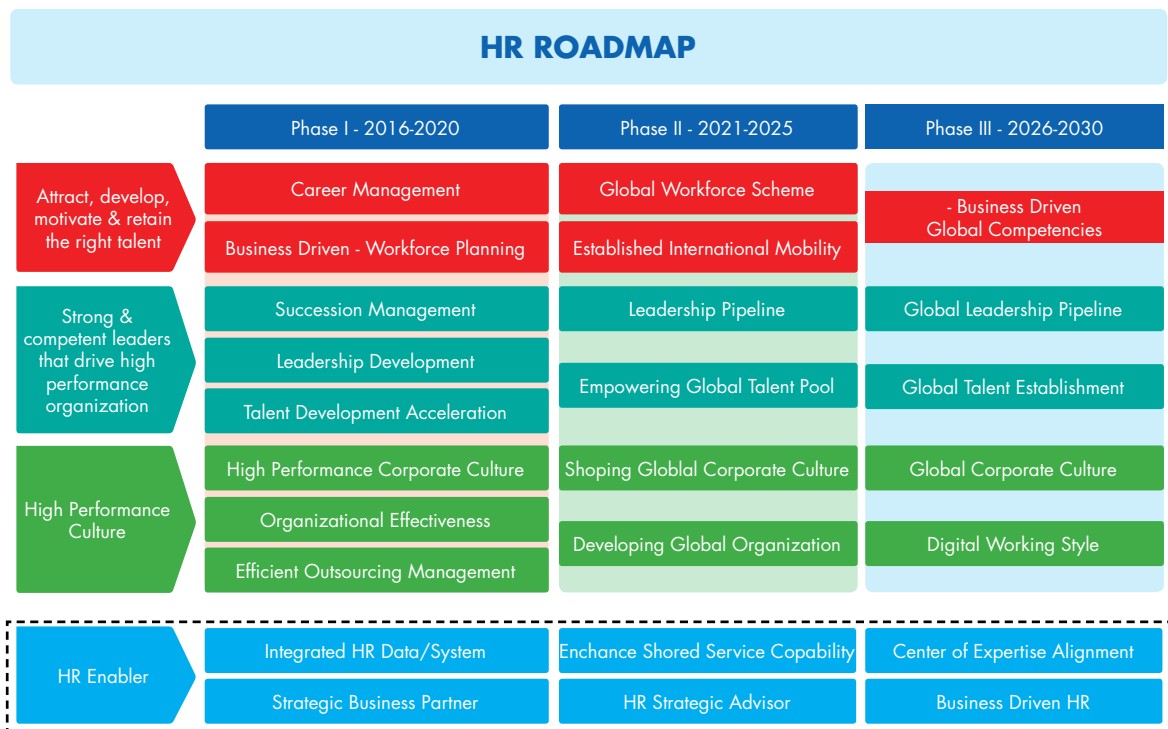 HR ROADMAP
Phase I - 2016-2020
Phase II - 2021-2025
Phase III - 2026-2030
Attract, develop,
motivate & retain
the right talent
Career Management
Global Workforce Scheme
- Business Driven
Global Competencies
Business Driven - Workforce Planning
Established International Mobility
Strong &
competent leaders
that drive high
performance
organization
Succession Management
Leadership Pipeline
Global Leadership Pipeline
Leadership Development
Empowering Global Talent Pool
Global Talent Establishment
Talent Development Acceleration
High Performance
Culture
High Performance Corporate Culture
Shoping Globlal Corporate Culture
Global Corporate Culture
Organizational Effectiveness
Developing Global Organization
Digital Working Style
Efficient Outsourcing Management
HR Enabler
Integrated HR Data/System
Enchance Shored Service Copability
Center of Expertise Alignment
Strategic Business Partner
HR Strategic Advisor
Business Driven HR